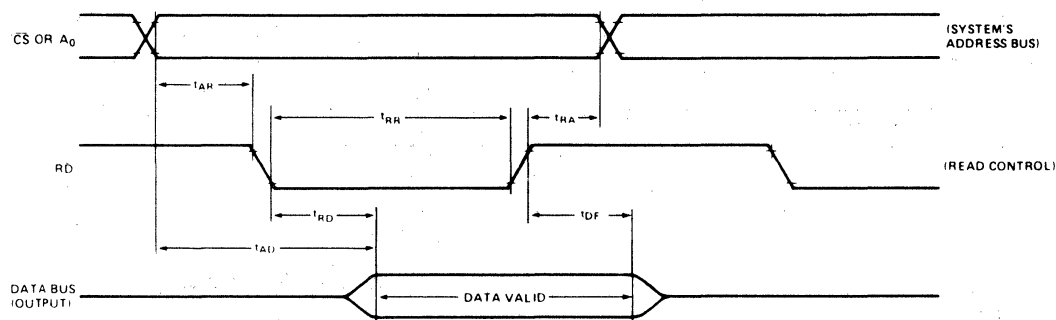 CS OR A0
(SYSTEM'S
ADDRESS BUS)
tAR
tRR
tRA
RD
(READ CONTROL)
tRD
tDF
tAD
DATA BUS
(OUTPUT)
DATA VALID